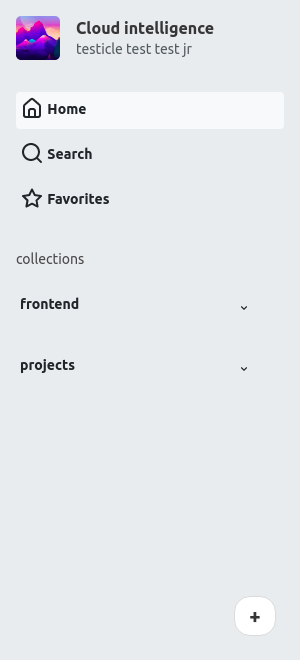 Cloud intelligence
testicle test test jr
Home
Search
Favorites
collections
frontend
projects
+